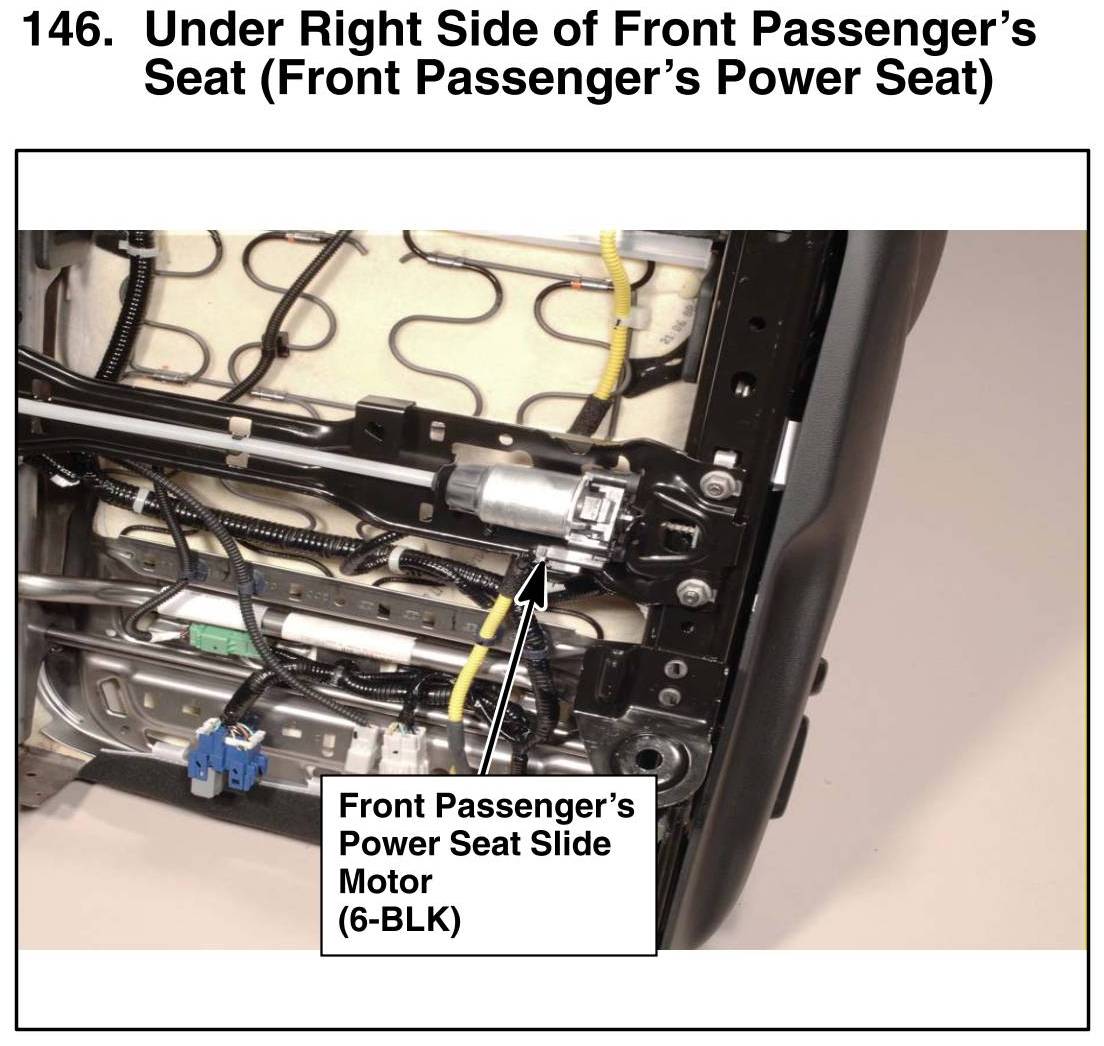 146. Under Right Side of Front Passenger's
Seat (Front Passenger's Power Seat)
Front Passenger's
Power Seat Slide
Motor
(6-BLK)